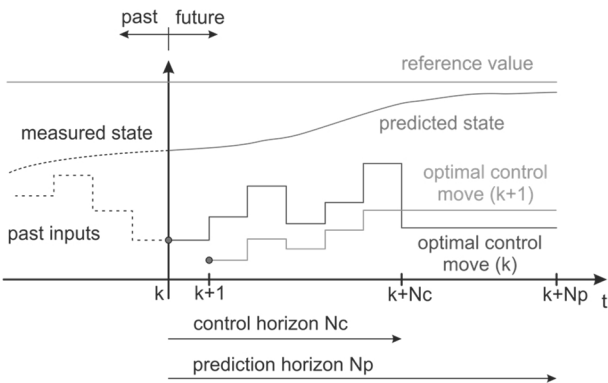 past future
reference value
measured state
predicted state
optimal control
move (k+1)
past inputs
optimal control
move (k)
k k+1 k+Nc k+Np t
control horizon Nc
prediction horizon Np